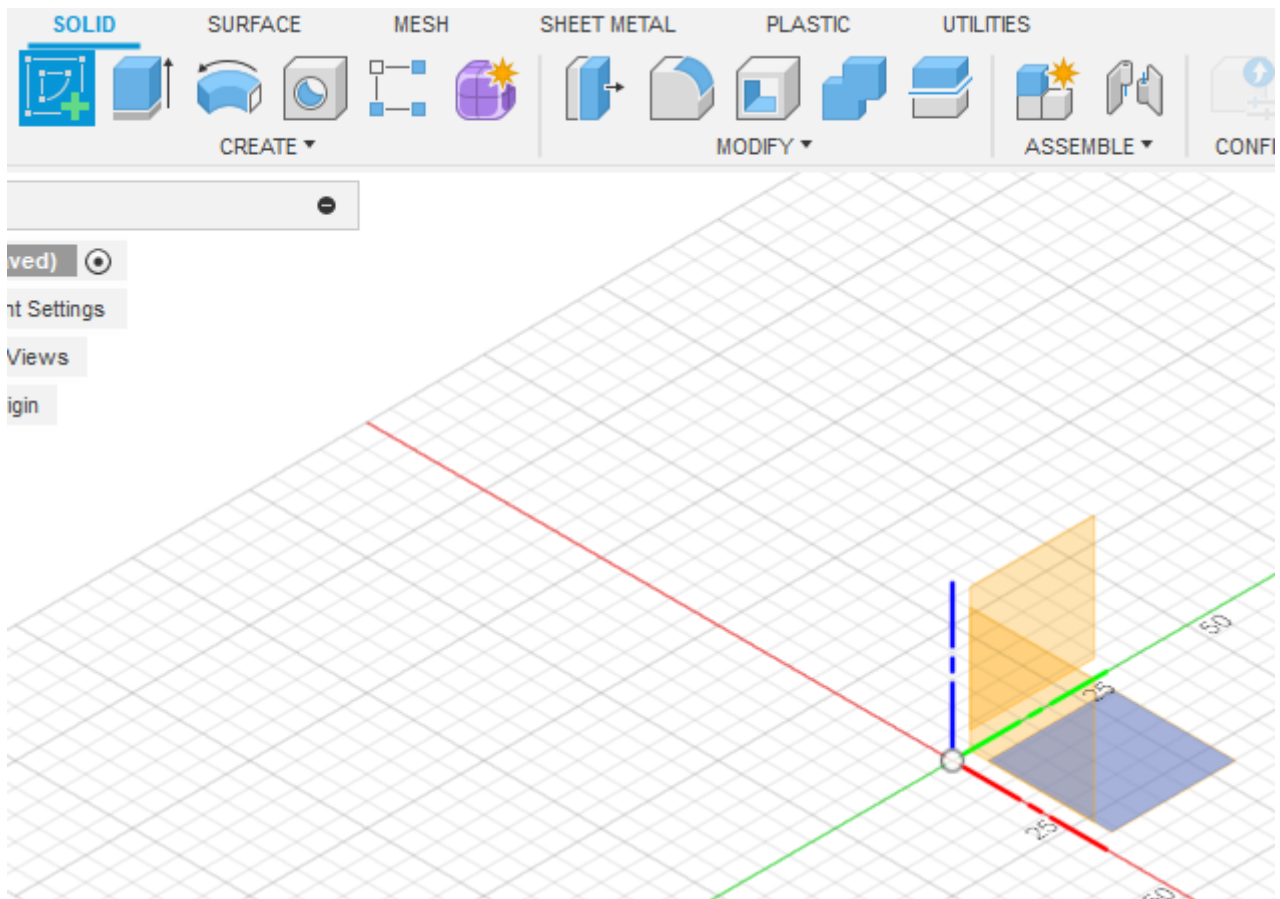 SOLID SURFACE MESH SHEET METAL PLASTIC UTILITIES
CREATE MODIFY ASSEMBLE CONFI
ved)
nt Settings
Views
igin
50
25
25
50